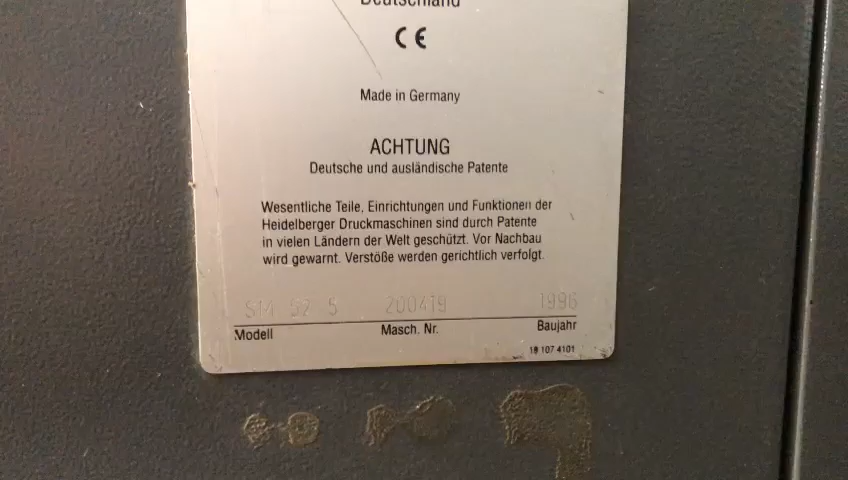 Deutschland
CE
Made in Germany
ACHTUNG
Deutsche und ausländische Patente
Wesentliche Teile, Einrichtungen und Funktionen der
Heidelberger Druckmaschinen sind durch Patente
in vielen Ländern der Welt geschützt. Vor Nachbau
wird gewarnt. Verstöße werden gerichtlich verfolgt.
52 5 200419 1996
Modell Masch. Nr. Baujahr
107 4101